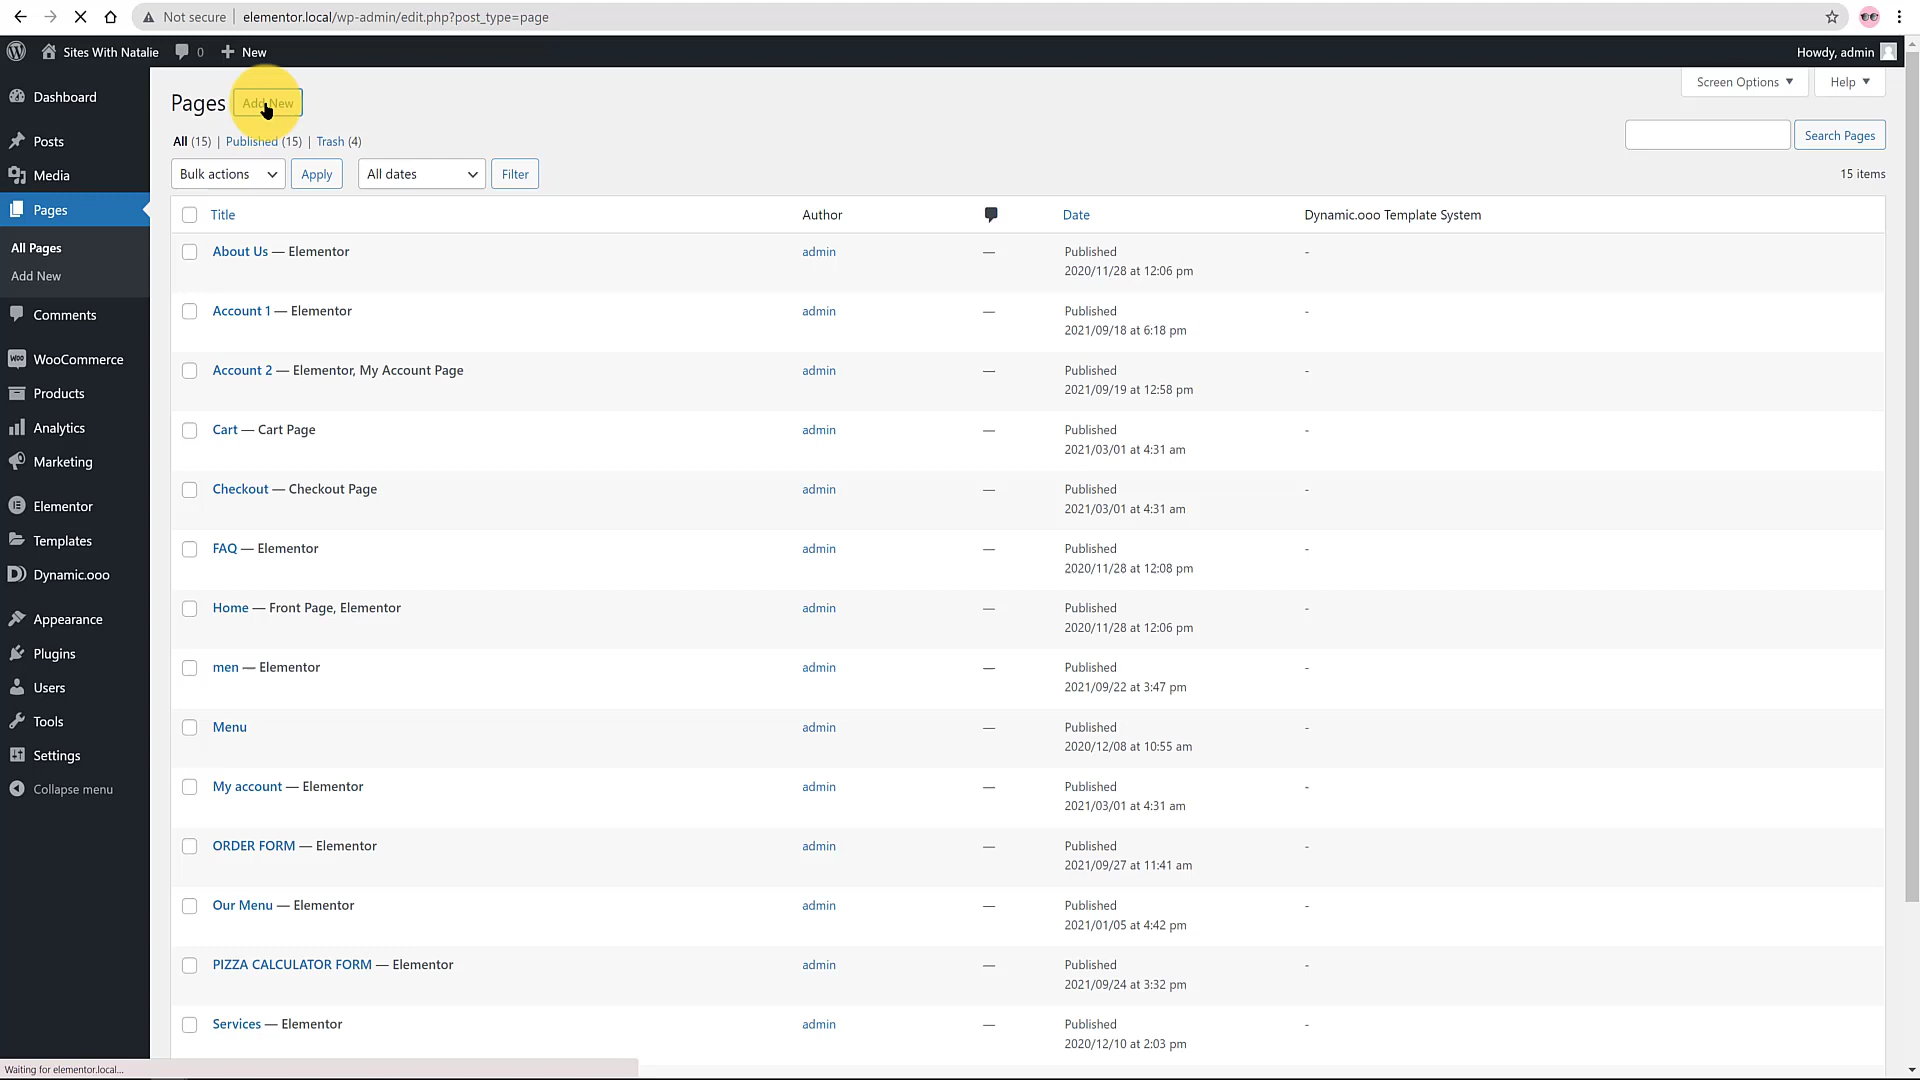 Not secure elementor.local/wp-admin/edit.php?post_type=page
Sites With Natalie 0 New Howdy, admin
Screen Options Help
Dashboard
Posts
Media
Pages
All Pages
Add New
Comments
WooCommerce
Products
Analytics
Marketing
Elementor
Templates
Dynamic.ooo
Appearance
Plugins
Users
Tools
Settings
Collapse menu
Pages Add New
All (15) | Published (15) | Trash (4)
Search Pages
Bulk actions Apply All dates Filter
15 items
Title Author Date Dynamic.ooo Template System
About Us — Elementor admin — Published -
2020/11/28 at 12:06 pm
Account 1 — Elementor admin — Published -
2021/09/18 at 6:18 pm
Account 2 — Elementor, My Account Page admin — Published -
2021/09/19 at 12:58 pm
Cart — Cart Page admin — Published -
2021/03/01 at 4:31 am
Checkout — Checkout Page admin — Published -
2021/03/01 at 4:31 am
FAQ — Elementor admin — Published -
2020/11/28 at 12:08 pm
Home — Front Page, Elementor admin — Published -
2020/11/28 at 12:06 pm
men — Elementor admin — Published -
2021/09/22 at 3:47 pm
Menu admin — Published -
2020/12/08 at 10:55 am
My account — Elementor admin — Published -
2021/03/01 at 4:31 am
ORDER FORM — Elementor admin — Published -
2021/09/27 at 11:41 am
Our Menu — Elementor admin — Published -
2021/01/05 at 4:42 pm
PIZZA CALCULATOR FORM — Elementor admin — Published -
2021/09/24 at 3:32 pm
Services — Elementor admin — Published -
2020/12/10 at 2:03 pm
Waiting for elementor.local...